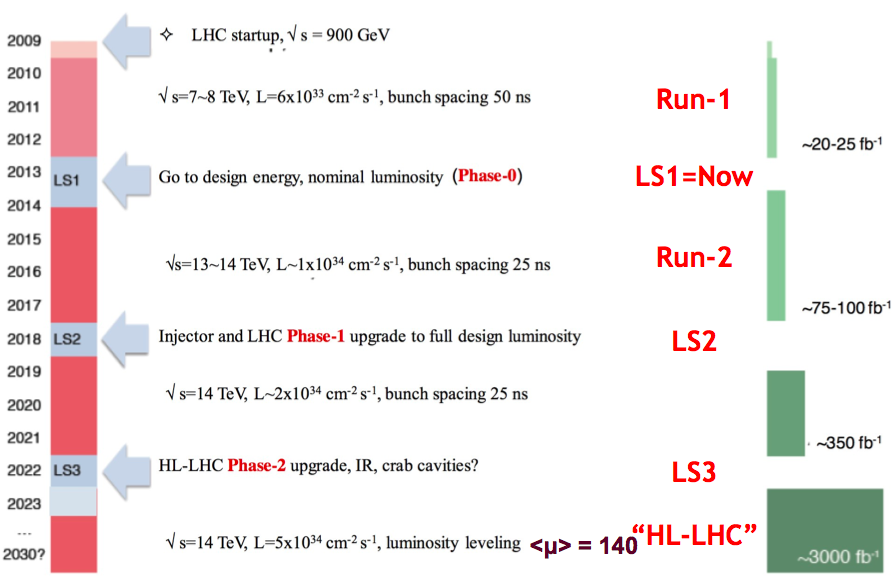 2009
✧ LHC startup, √ s = 900 GeV
2010
√ s=7~8 TeV, L=6x10³³ cm⁻² s⁻¹, bunch spacing 50 ns
Run-1
2011
2012
~20-25 fb⁻¹
2013
LS1
Go to design energy, nominal luminosity (Phase-0)
LS1=Now
2014
2015
√s=13~14 TeV, L~1x10³⁴ cm⁻² s⁻¹, bunch spacing 25 ns
Run-2
2016
2017
~75-100 fb⁻¹
2018
LS2
Injector and LHC Phase-1 upgrade to full design luminosity
LS2
2019
√ s=14 TeV, L~2x10³⁴ cm⁻² s⁻¹, bunch spacing 25 ns
2020
2021
~350 fb⁻¹
2022
LS3
HL-LHC Phase-2 upgrade, IR, crab cavities?
LS3
2023
...
√ s=14 TeV, L=5x10³⁴ cm⁻² s⁻¹, luminosity leveling
<µ> = 140
“HL-LHC”
2030?
~3000 fb⁻¹